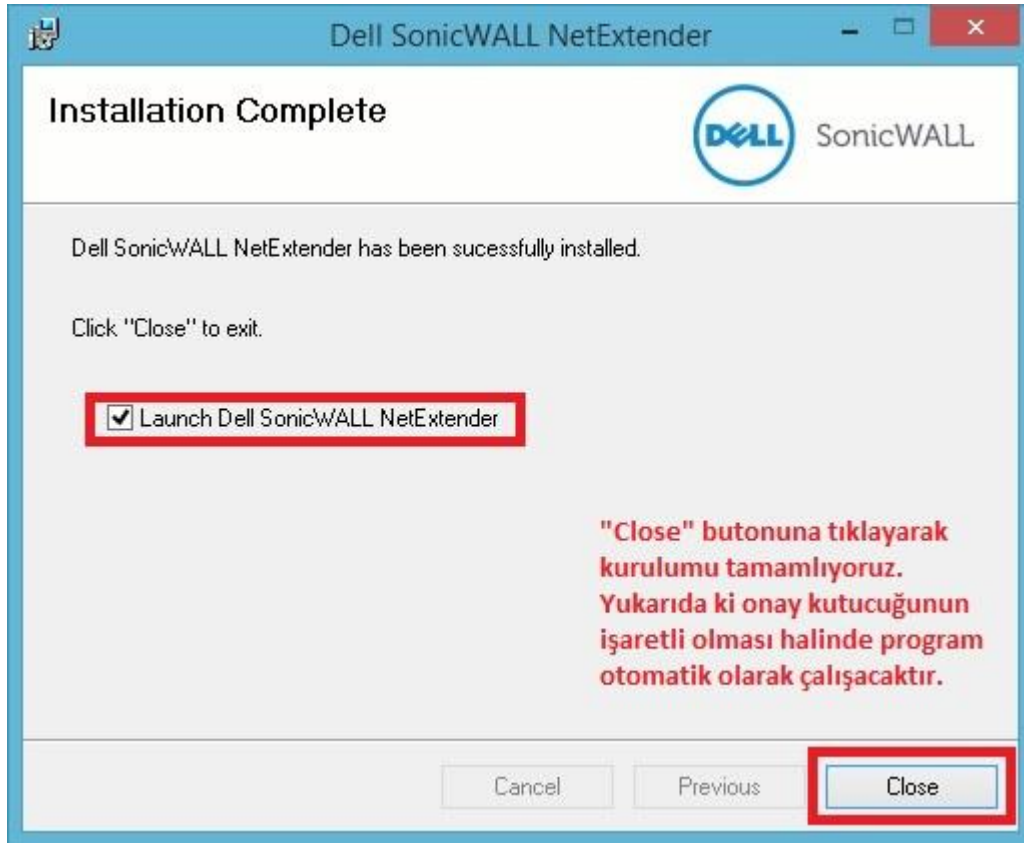 Dell SonicWALL NetExtender
Installation Complete
DELL SonicWALL
Dell SonicWALL NetExtender has been sucessfully installed.
Click "Close" to exit.
Launch Dell SonicWALL NetExtender
"Close" butonuna tıklayarak
kurulumu tamamlıyoruz.
Yukarıda ki onay kutucuğunun
işaretli olması halinde program
otomatik olarak çalışacaktır.
Cancel Previous Close